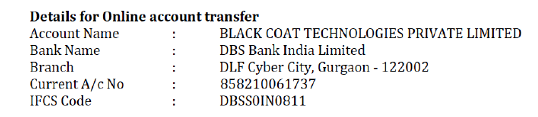 Details for Online account transfer
Account Name : BLACK COAT TECHNOLOGIES PRIVATE LIMITED
Bank Name : DBS Bank India Limited
Branch : DLF Cyber City, Gurgaon - 122002
Current A/c No : 858210061737
IFCS Code : DBSS0IN0811